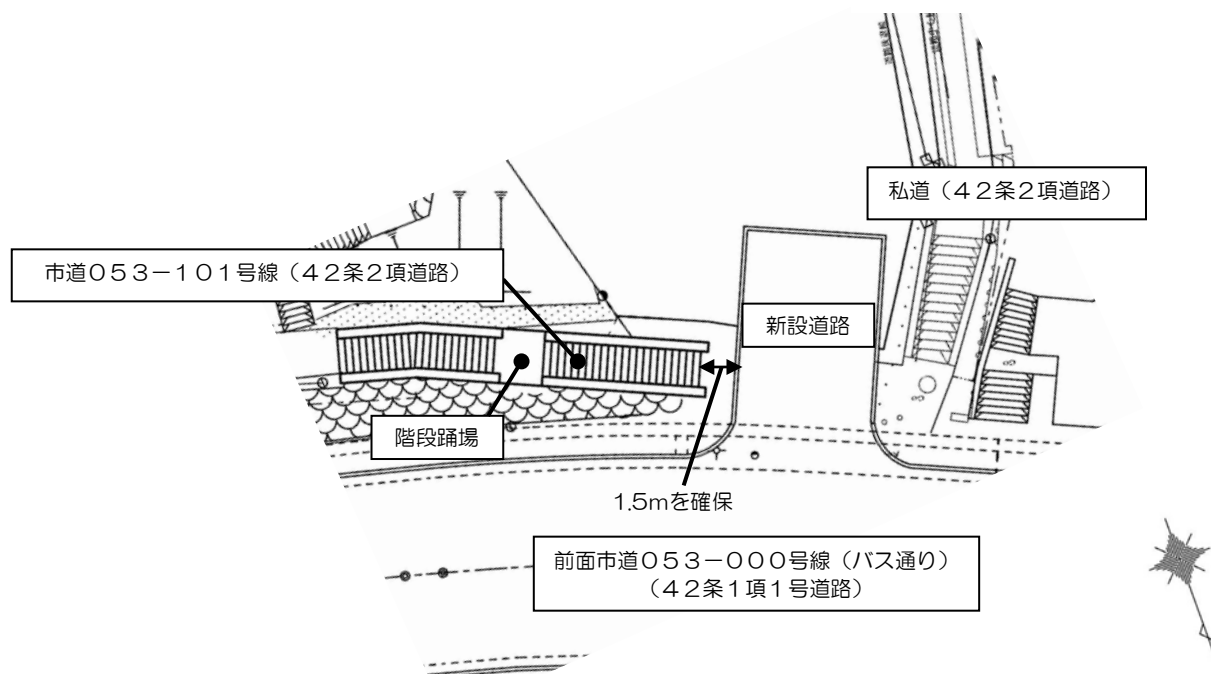 私道（４２条２項道路）
市道０５３－１０１号線（４２条２項道路）
新設道路
階段踊場
1.5mを確保
前面市道０５３－０００号線（バス通り）
（４２条１項１号道路）